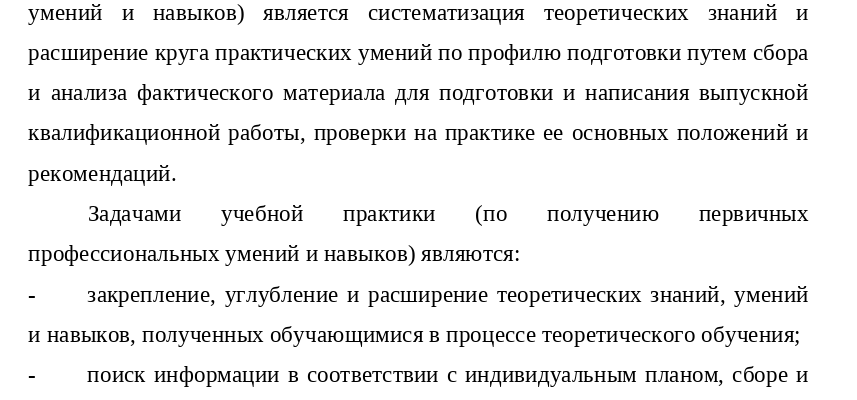 умений и навыков) является систематизация теоретических знаний и
расширение круга практических умений по профилю подготовки путем сбора
и анализа фактического материала для подготовки и написания выпускной
квалификационной работы, проверки на практике ее основных положений и
рекомендаций.
Задачами учебной практики (по получению первичных
профессиональных умений и навыков) являются:
- закрепление, углубление и расширение теоретических знаний, умений
и навыков, полученных обучающимися в процессе теоретического обучения;
- поиск информации в соответствии с индивидуальным планом, сборе и